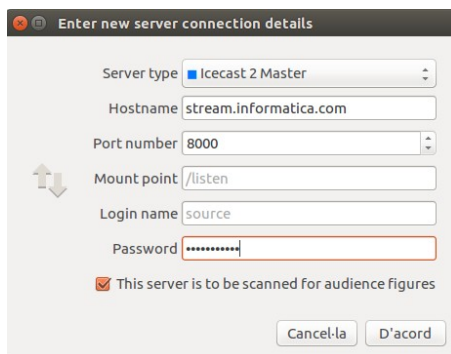 Enter new server connection details
Server type Icecast 2 Master
Hostname stream.informatica.com
Port number 8000
Mount point /listen
Login name source
Password •••••••••••
This server is to be scanned for audience figures
Cancel·la D'acord